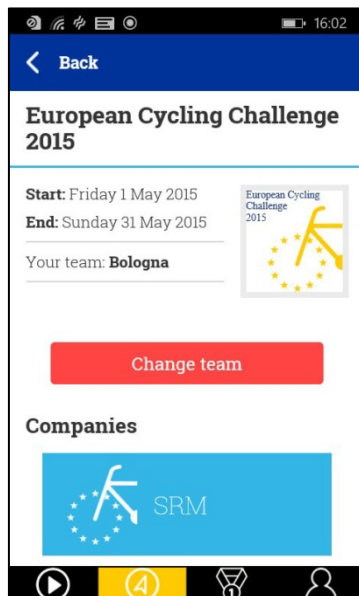 16:02
Back
European Cycling Challenge
2015
Start: Friday 1 May 2015
End: Sunday 31 May 2015
Your team: Bologna
European Cycling
Challenge
2015
Change team
Companies
SRM
1